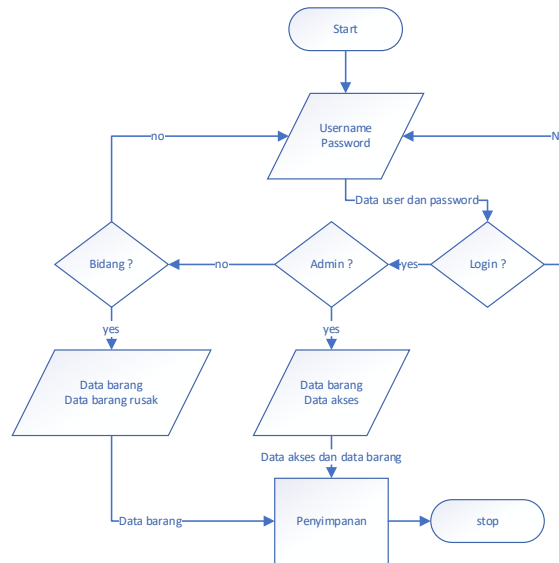 Start
Username
Password
no
N
Data user dan password
Bidang ?
no
Admin ?
yes
Login ?
yes
yes
Data barang
Data barang rusak
Data barang
Data akses
Data akses dan data barang
Data barang
Penyimpanan
stop